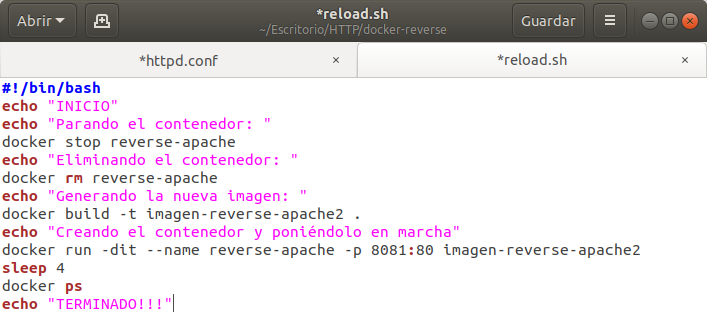 Abrir
*reload.sh
~/Escritorio/HTTP/docker-reverse
Guardar
*httpd.conf
*reload.sh
#!/bin/bash
echo "INICIO"
echo "Parando el contenedor: "
docker stop reverse-apache
echo "Eliminando el contenedor: "
docker rm reverse-apache
echo "Generando la nueva imagen: "
docker build -t imagen-reverse-apache2 .
echo "Creando el contenedor y poniéndolo en marcha"
docker run -dit --name reverse-apache -p 8081:80 imagen-reverse-apache2
sleep 4
docker ps
echo "TERMINADO!!!"